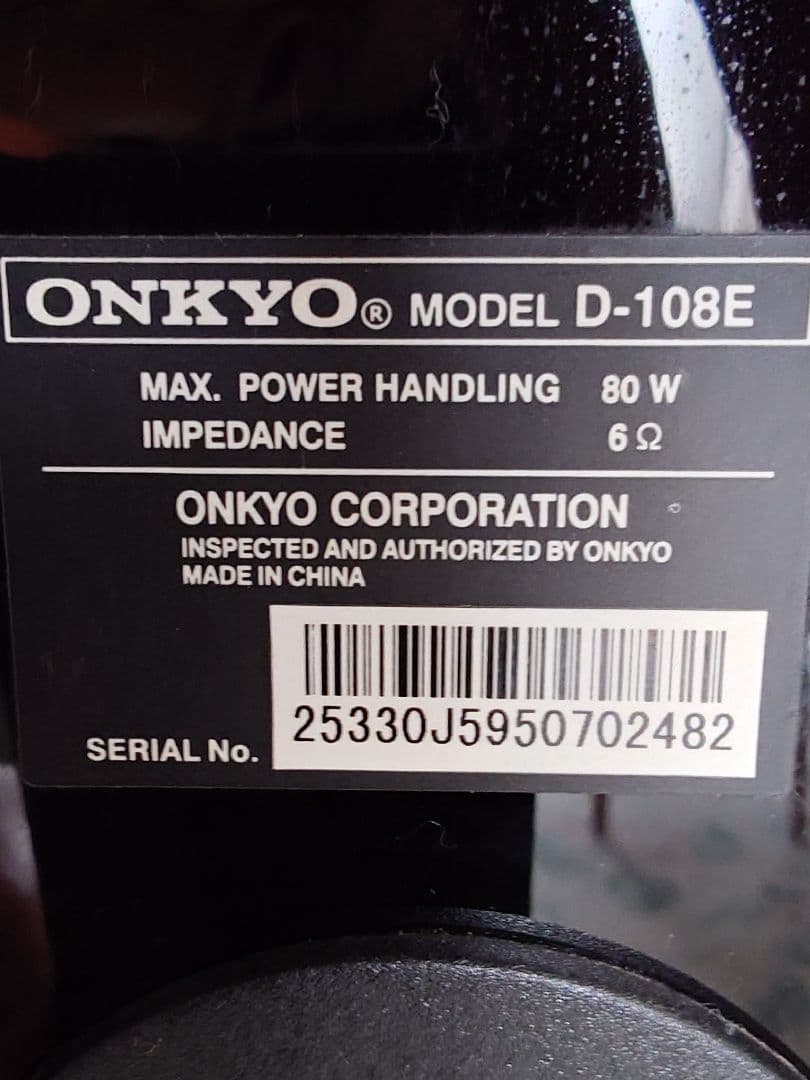 ONKYO® MODEL D-108E
MAX. POWER HANDLING 80 W
IMPEDANCE 6 Ω
ONKYO CORPORATION
INSPECTED AND AUTHORIZED BY ONKYO
MADE IN CHINA
25330J5950702482
SERIAL No.